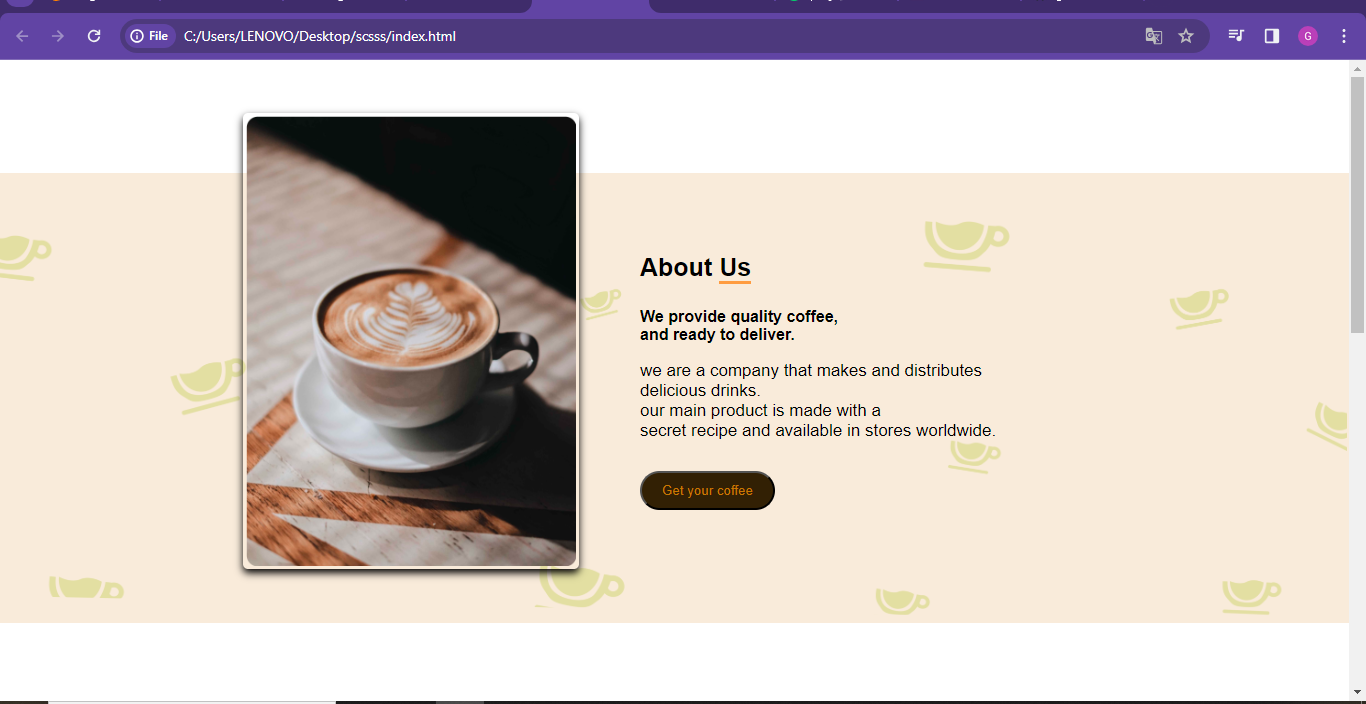 File C:/Users/LENOVO/Desktop/scsss/index.html
G
About Us
We provide quality coffee,
and ready to deliver.
we are a company that makes and distributes
delicious drinks.
our main product is made with a
secret recipe and available in stores worldwide.
Get your coffee